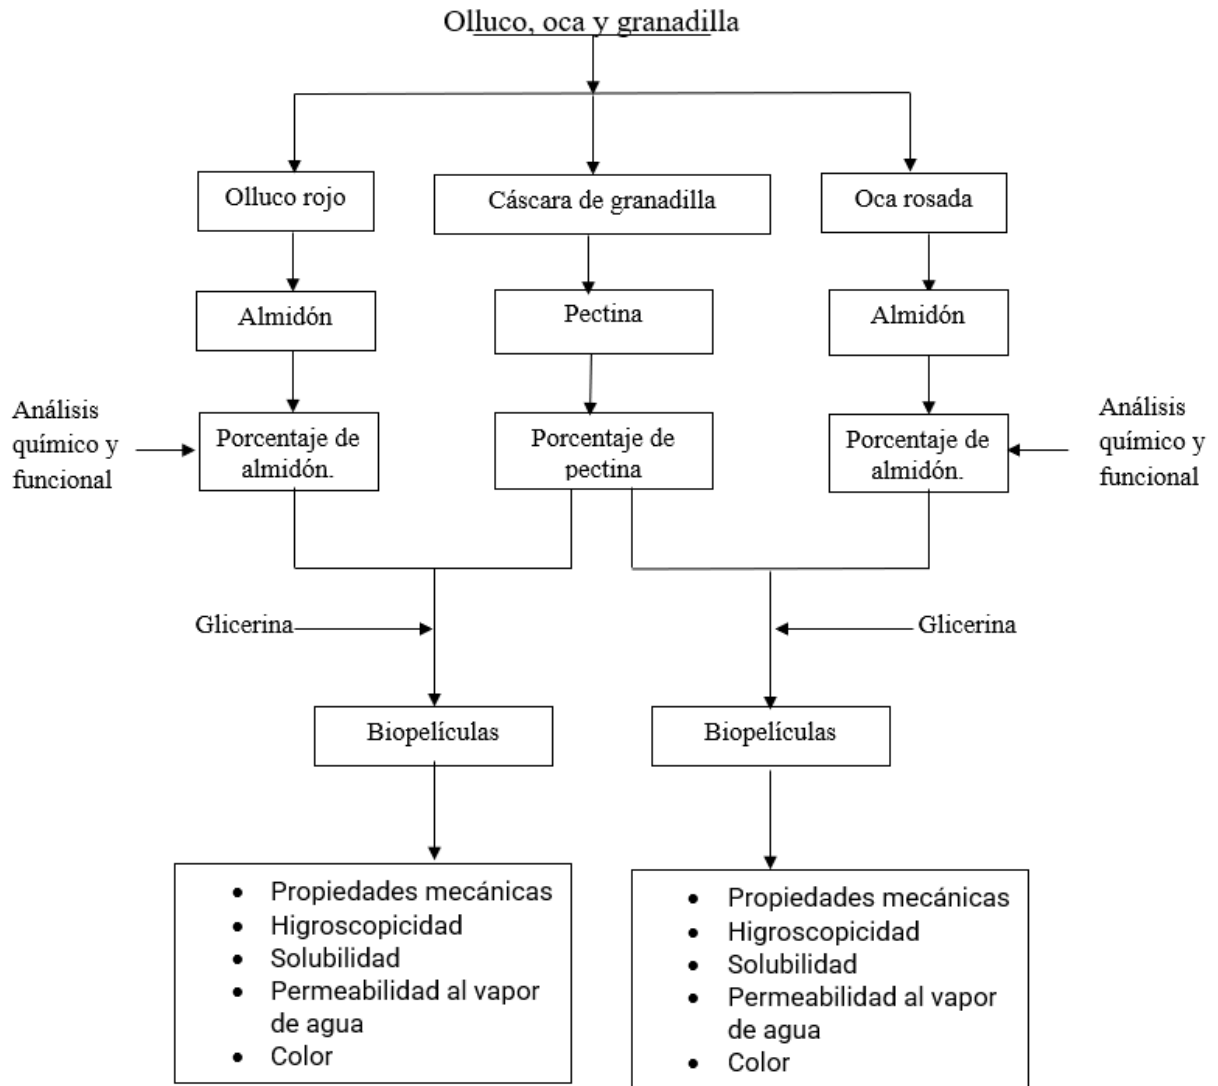 Olluco, oca y granadilla
Olluco rojo
Cáscara de granadilla
Oca rosada
Almidón
Pectina
Almidón
Análisis
químico y
funcional
Porcentaje de
almidón.
Porcentaje de
pectina
Porcentaje de
almidón.
Análisis
químico y
funcional
Glicerina
Glicerina
Biopelículas
Biopelículas
• Propiedades mecánicas
• Higroscopicidad
• Solubilidad
• Permeabilidad al vapor
de agua
• Color
• Propiedades mecánicas
• Higroscopicidad
• Solubilidad
• Permeabilidad al vapor
de agua
• Color